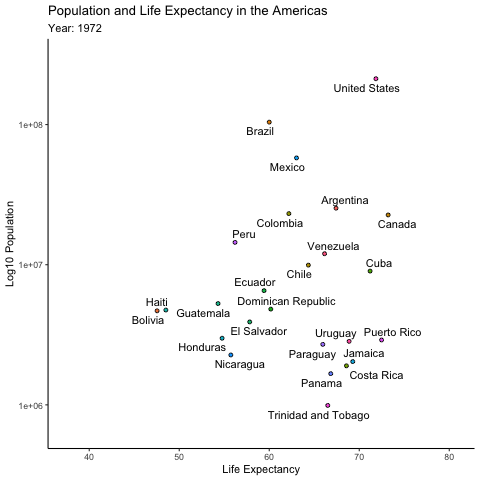 Population and Life Expectancy in the Americas
Year: 1972
United States
1e+08
Brazil
Mexico
Argentina
Colombia
Canada
Peru
Venezuela
Cuba
1e+07
Chile
Ecuador
Haiti
Dominican Republic
Guatemala
Bolivia
El Salvador
Uruguay
Puerto Rico
Honduras
Paraguay
Jamaica
Nicaragua
Costa Rica
Panama
1e+06
Trinidad and Tobago
Log10 Population
40 50 60 70 80
Life Expectancy